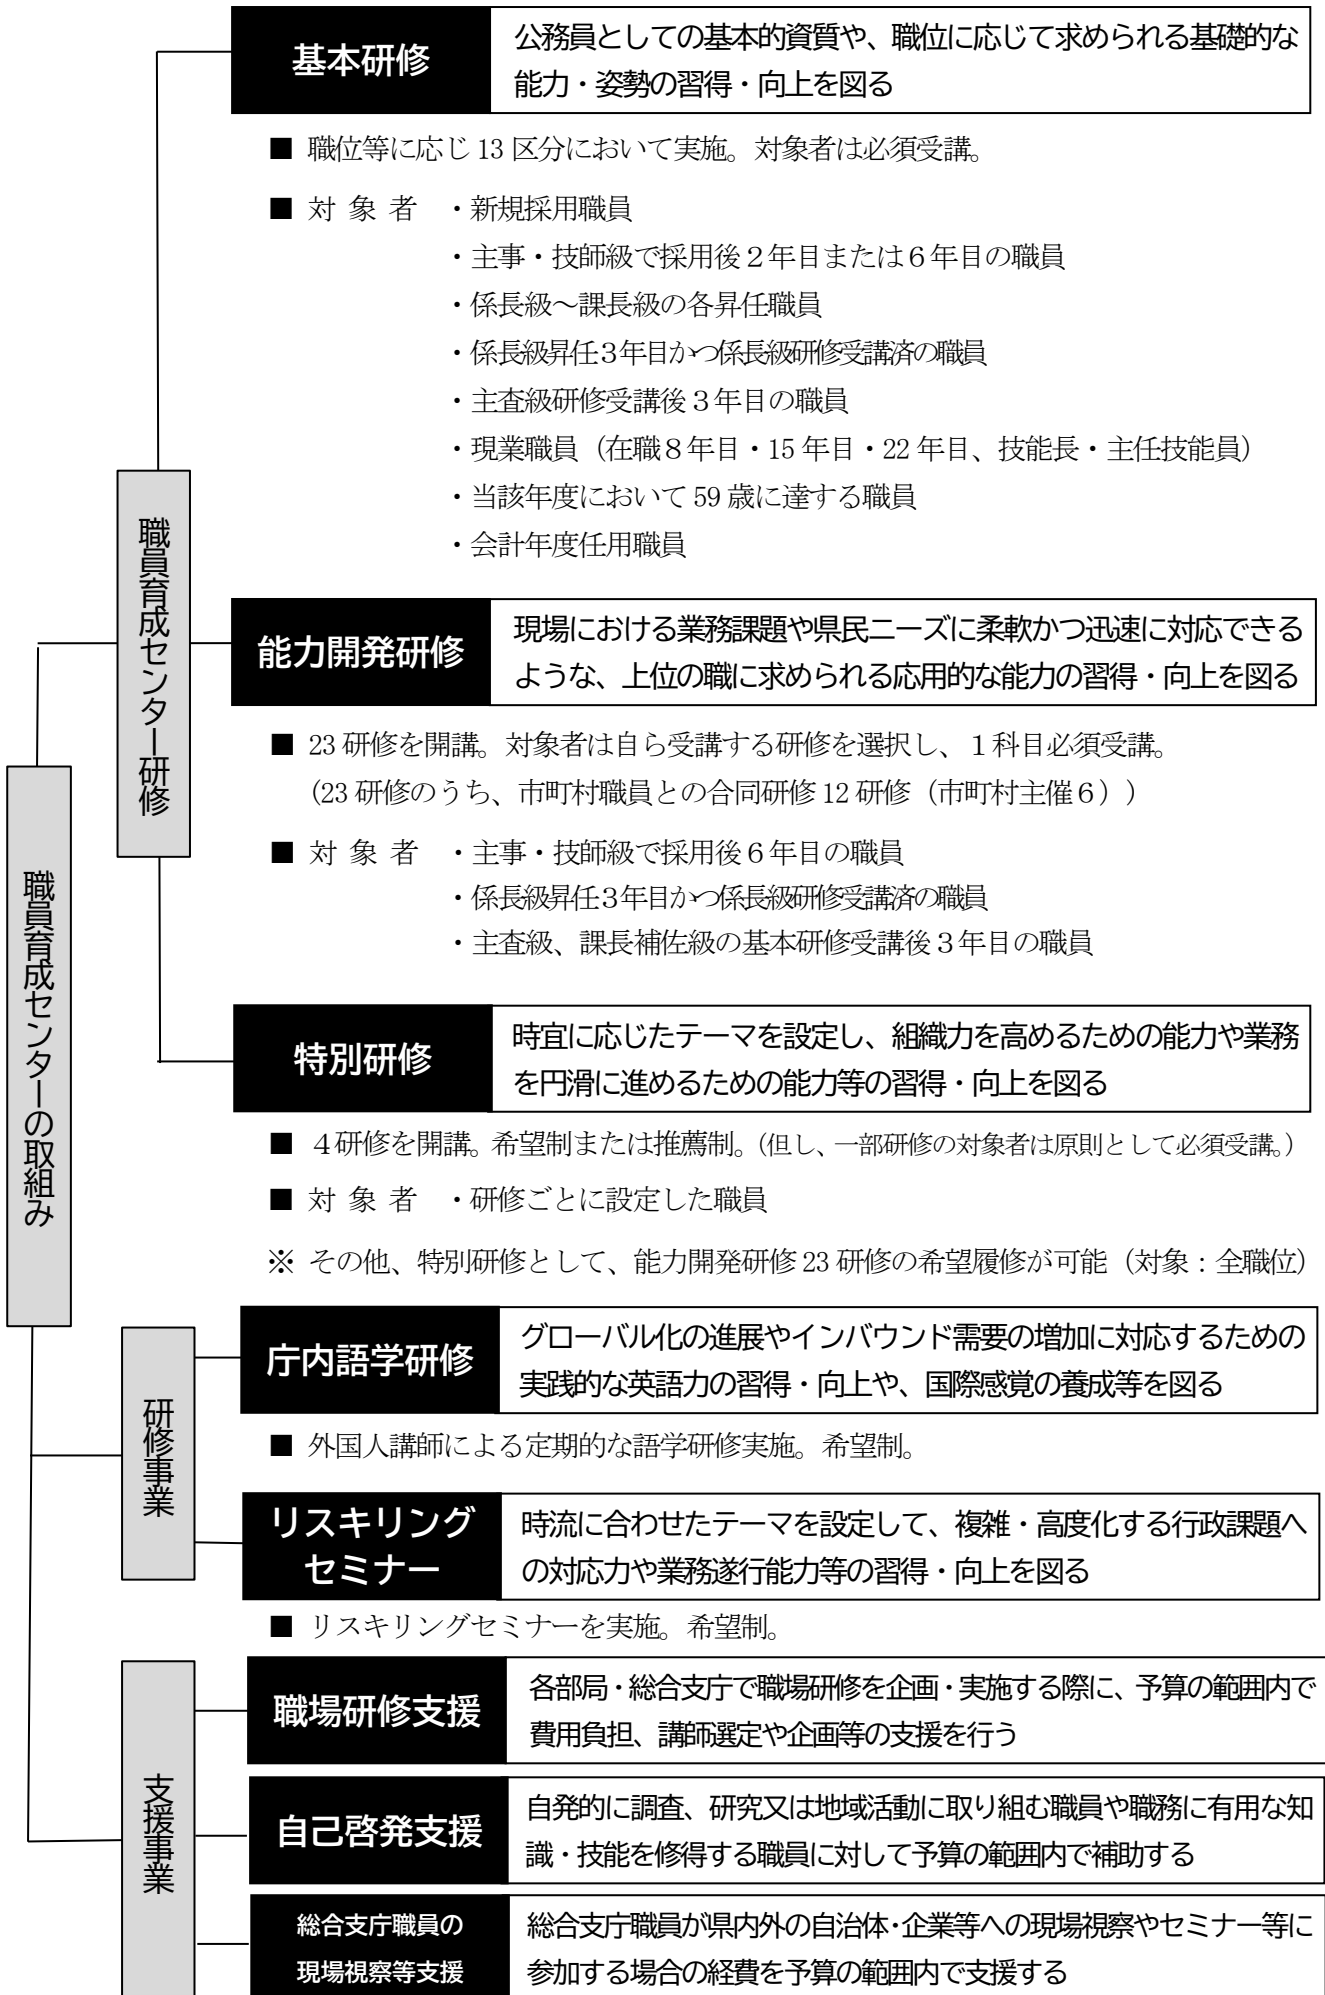 職員育成センターの取組み
職員育成センター研修
基本研修
公務員としての基本的資質や、職位に応じて求められる基礎的な
能力・姿勢の習得・向上を図る
■ 職位等に応じ 13 区分において実施。対象者は必須受講。
■ 対 象 者 ・新規採用職員
・主事・技師級で採用後２年目または６年目の職員
・係長級～課長級の各昇任職員
・係長級昇任３年目かつ係長級研修受講済の職員
・主査級研修受講後３年目の職員
・現業職員（在職８年目・15 年目・22 年目、技能長・主任技能員）
・当該年度において 59 歳に達する職員
・会計年度任用職員
能力開発研修
現場における業務課題や県民ニーズに柔軟かつ迅速に対応できる
ような、上位の職に求められる応用的な能力の習得・向上を図る
■ 23 研修を開講。対象者は自ら受講する研修を選択し、１科目必須受講。
（23 研修のうち、市町村職員との合同研修 12 研修（市町村主催６））
■ 対 象 者 ・主事・技師級で採用後６年目の職員
・係長級昇任３年目かつ係長級研修受講済の職員
・主査級、課長補佐級の基本研修受講後３年目の職員
特別研修
時宜に応じたテーマを設定し、組織力を高めるための能力や業務
を円滑に進めるための能力等の習得・向上を図る
■ ４研修を開講。希望制または推薦制。（但し、一部研修の対象者は原則として必須受講。）
■ 対 象 者 ・研修ごとに設定した職員
※ その他、特別研修として、能力開発研修 23 研修の希望履修が可能（対象：全職位）
研修事業
庁内語学研修
グローバル化の進展やインバウンド需要の増加に対応するための
実践的な英語力の習得・向上や、国際感覚の養成等を図る
■ 外国人講師による定期的な語学研修実施。希望制。
リスキリング
セミナー
時流に合わせたテーマを設定して、複雑・高度化する行政課題へ
の対応力や業務遂行能力等の習得・向上を図る
■ リスキリングセミナーを実施。希望制。
支援事業
職場研修支援
各部局・総合支庁で職場研修を企画・実施する際に、予算の範囲内で
費用負担、講師選定や企画等の支援を行う
自己啓発支援
自発的に調査、研究又は地域活動に取り組む職員や職務に有用な知
識・技能を修得する職員に対して予算の範囲内で補助する
総合支庁職員の
現場視察等支援
総合支庁職員が県内外の自治体・企業等への現場視察やセミナー等に
参加する場合の経費を予算の範囲内で支援する